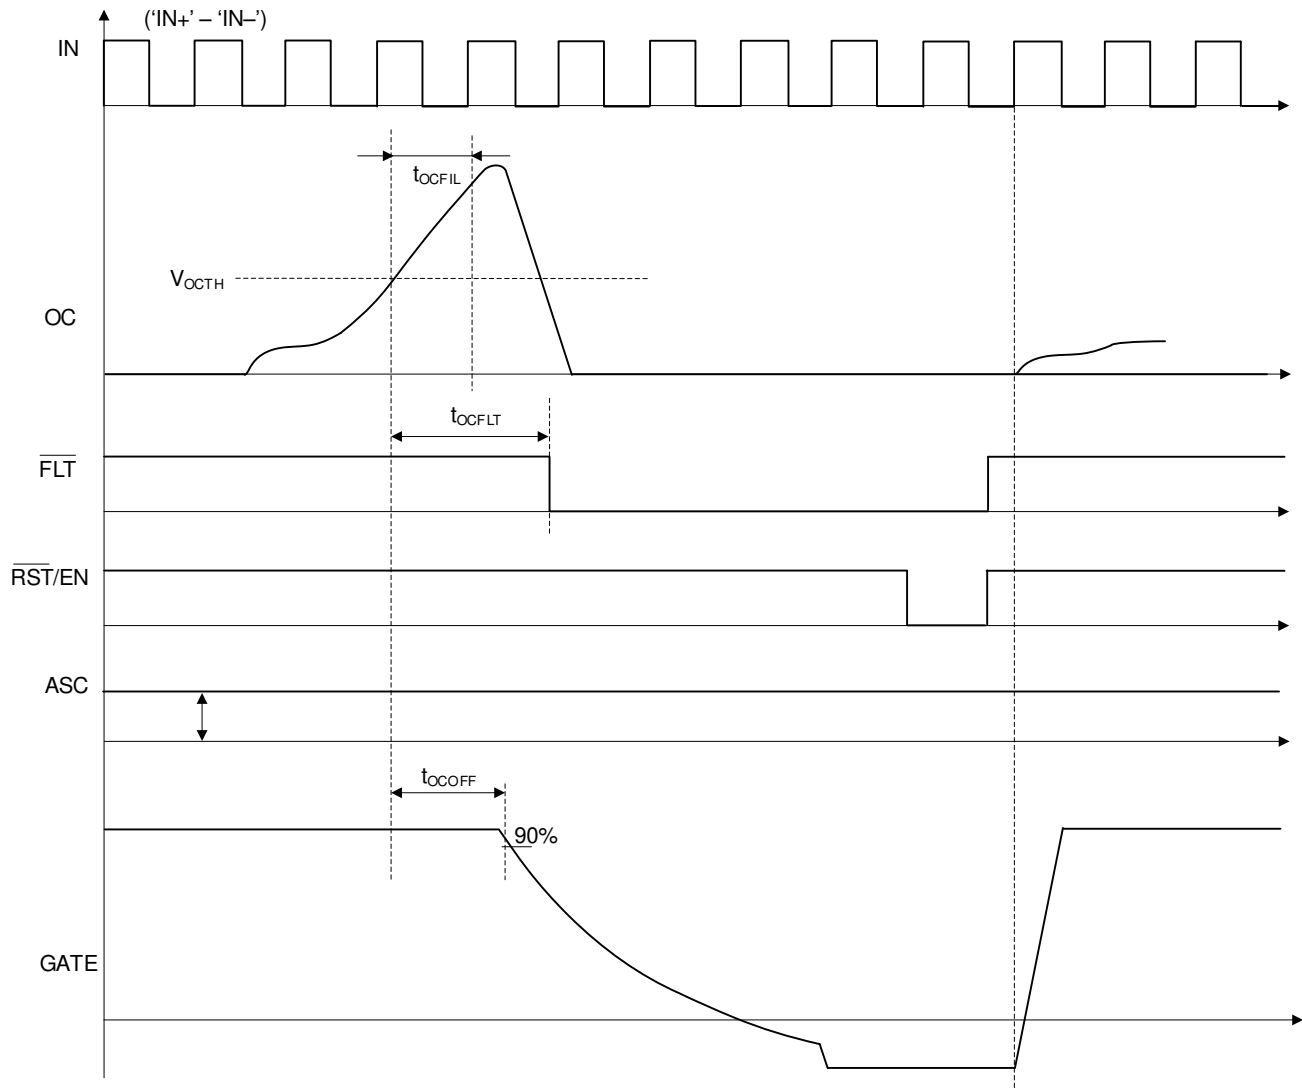 ('IN+' – 'IN–')
IN
tOCFIL
VOCTH
OC
tOCFLT
FLT
RST/EN
ASC
tOCOFF
90%
GATE